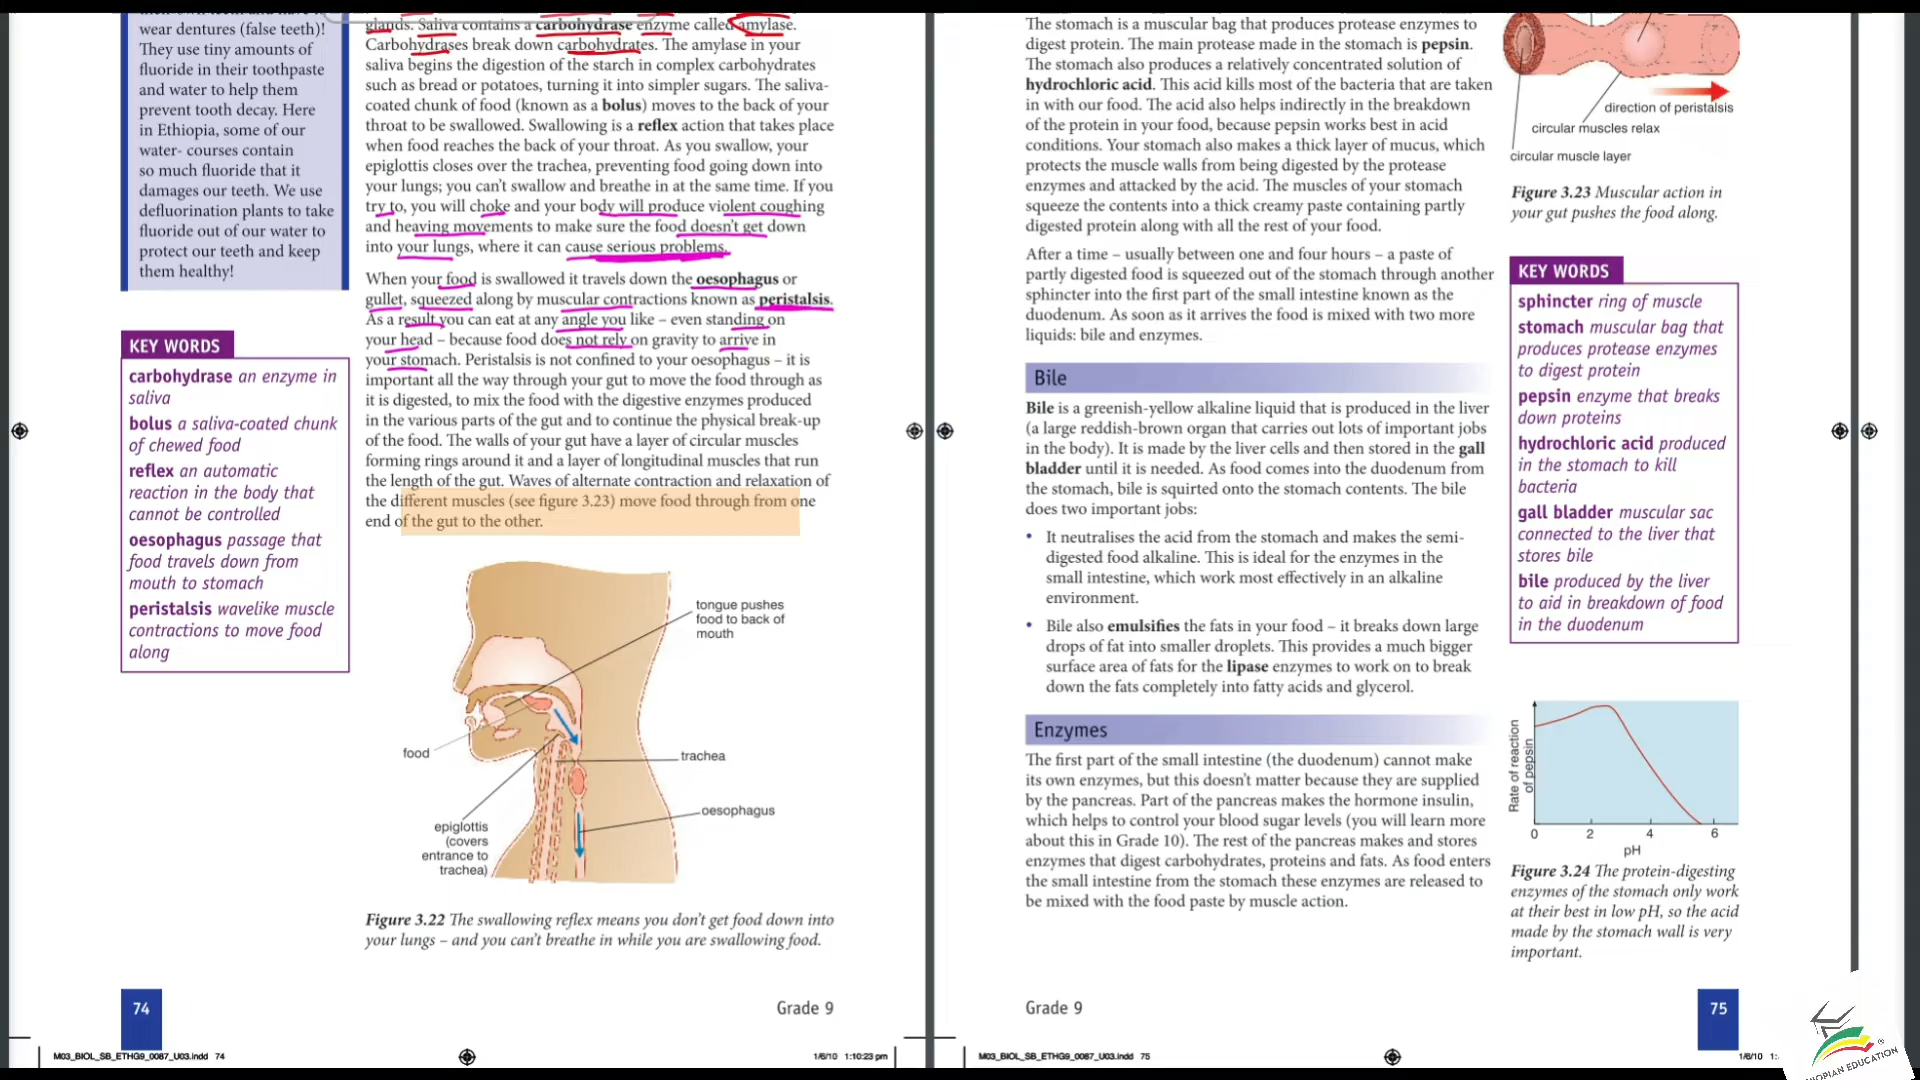 wear dentures (false teeth)!
They use tiny amounts of
fluoride in their toothpaste
and water to help them
prevent tooth decay. Here
in Ethiopia, some of our
water- courses contain
so much fluoride that it
damages our teeth. We use
defluorination plants to take
fluoride out of our water to
protect our teeth and keep
them healthy!
KEY WORDS
carbohydrase an enzyme in
saliva
bolus a saliva-coated chunk
of chewed food
reflex an automatic
reaction in the body that
cannot be controlled
oesophagus passage that
food travels down from
mouth to stomach
peristalsis wavelike muscle
contractions to move food
along
glands. Saliva contains a carbohydrase enzyme called amylase.
Carbohydrases break down carbohydrates. The amylase in your
saliva begins the digestion of the starch in complex carbohydrates
such as bread or potatoes, turning it into simpler sugars. The saliva-
coated chunk of food (known as a bolus) moves to the back of your
throat to be swallowed. Swallowing is a reflex action that takes place
when food reaches the back of your throat. As you swallow, your
epiglottis closes over the trachea, preventing food going down into
your lungs; you can't swallow and breathe in at the same time. If you
try to, you will choke and your body will produce violent coughing
and heaving movements to make sure the food doesn't get down
into your lungs, where it can cause serious problems.
When your food is swallowed it travels down the oesophagus or
gullet, squeezed along by muscular contractions known as peristalsis.
As a result you can eat at any angle you like – even standing on
your head – because food does not rely on gravity to arrive in
your stomach. Peristalsis is not confined to your oesophagus – it is
important all the way through your gut to move the food through as
it is digested, to mix the food with the digestive enzymes produced
in the various parts of the gut and to continue the physical break-up
of the food. The walls of your gut have a layer of circular muscles
forming rings around it and a layer of longitudinal muscles that run
the length of the gut. Waves of alternate contraction and relaxation of
the different muscles (see figure 3.23) move food through from one
end of the gut to the other.
tongue pushes
food to back of
mouth
food
trachea
oesophagus
epiglottis
(covers
entrance to
trachea)
Figure 3.22 The swallowing reflex means you don't get food down into
your lungs – and you can't breathe in while you are swallowing food.
74
Grade 9
M03_BIOL_SB_ETHG9_0087_U03.indd 74
1/6/10 1:10:23 pm
The stomach is a muscular bag that produces protease enzymes to
digest protein. The main protease made in the stomach is pepsin.
The stomach also produces a relatively concentrated solution of
hydrochloric acid. This acid kills most of the bacteria that are taken
in with our food. The acid also helps indirectly in the breakdown
of the protein in your food, because pepsin works best in acid
conditions. Your stomach also makes a thick layer of mucus, which
protects the muscle walls from being digested by the protease
enzymes and attacked by the acid. The muscles of your stomach
squeeze the contents into a thick creamy paste containing partly
digested protein along with all the rest of your food.
After a time – usually between one and four hours – a paste of
partly digested food is squeezed out of the stomach through another
sphincter into the first part of the small intestine known as the
duodenum. As soon as it arrives the food is mixed with two more
liquids: bile and enzymes.
Bile
Bile is a greenish-yellow alkaline liquid that is produced in the liver
(a large reddish-brown organ that carries out lots of important jobs
in the body). It is made by the liver cells and then stored in the gall
bladder until it is needed. As food comes into the duodenum from
the stomach, bile is squirted onto the stomach contents. The bile
does two important jobs:
• It neutralises the acid from the stomach and makes the semi-
digested food alkaline. This is ideal for the enzymes in the
small intestine, which work most effectively in an alkaline
environment.
• Bile also emulsifies the fats in your food – it breaks down large
drops of fat into smaller droplets. This provides a much bigger
surface area of fats for the lipase enzymes to work on to break
down the fats completely into fatty acids and glycerol.
Enzymes
The first part of the small intestine (the duodenum) cannot make
its own enzymes, but this doesn't matter because they are supplied
by the pancreas. Part of the pancreas makes the hormone insulin,
which helps to control your blood sugar levels (you will learn more
about this in Grade 10). The rest of the pancreas makes and stores
enzymes that digest carbohydrates, proteins and fats. As food enters
the small intestine from the stomach these enzymes are released to
be mixed with the food paste by muscle action.
direction of peristalsis
circular muscles relax
circular muscle layer
Figure 3.23 Muscular action in
your gut pushes the food along.
KEY WORDS
sphincter ring of muscle
stomach muscular bag that
produces protease enzymes
to digest protein
pepsin enzyme that breaks
down proteins
hydrochloric acid produced
in the stomach to kill
bacteria
gall bladder muscular sac
connected to the liver that
stores bile
bile produced by the liver
to aid in breakdown of food
in the duodenum
Rate of reaction
of pepsin
0 2 4 6
pH
Figure 3.24 The protein-digesting
enzymes of the stomach only work
at their best in low pH, so the acid
made by the stomach wall is very
important.
Grade 9
75
M03_BIOL_SB_ETHG9_0087_U03.indd 75
1/6/10 1:
EDUCATION